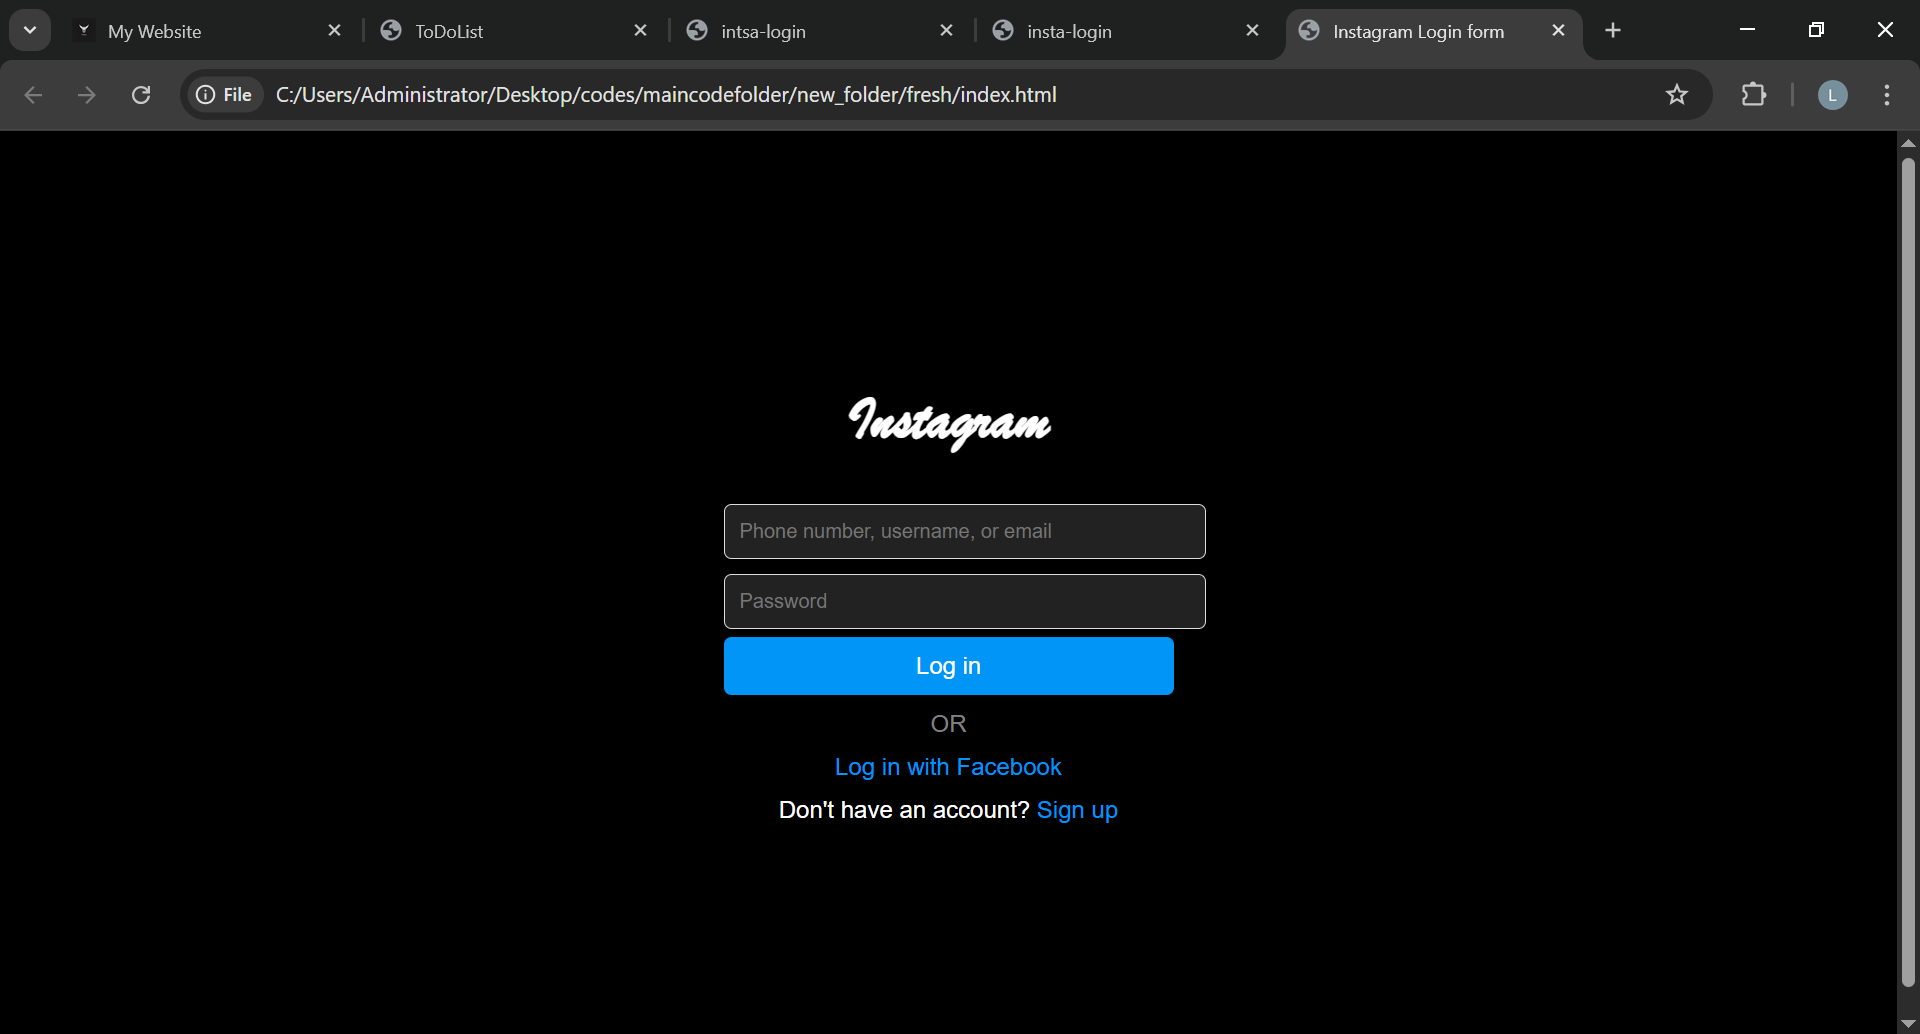 My Website
ToDoList
intsa-login
insta-login
Instagram Login form
File
C:/Users/Administrator/Desktop/codes/maincodefolder/new_folder/fresh/index.html
L
Instagram
Phone number, username, or email
Password
Log in
OR
Log in with Facebook
Don't have an account? Sign up